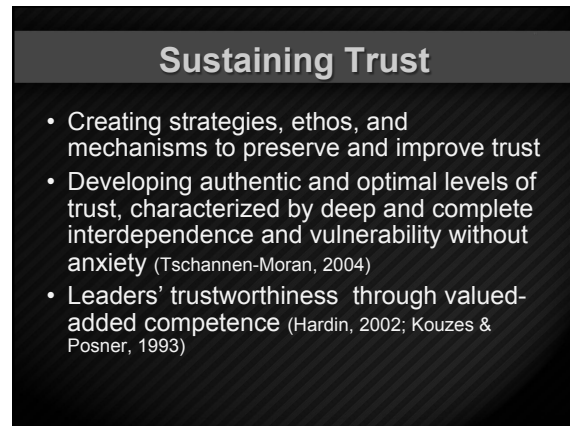 Sustaining Trust
• Creating strategies, ethos, and
mechanisms to preserve and improve trust
• Developing authentic and optimal levels of
trust, characterized by deep and complete
interdependence and vulnerability without
anxiety (Tschannen-Moran, 2004)
• Leaders’ trustworthiness  through valued-
added competence (Hardin, 2002; Kouzes &
Posner, 1993)